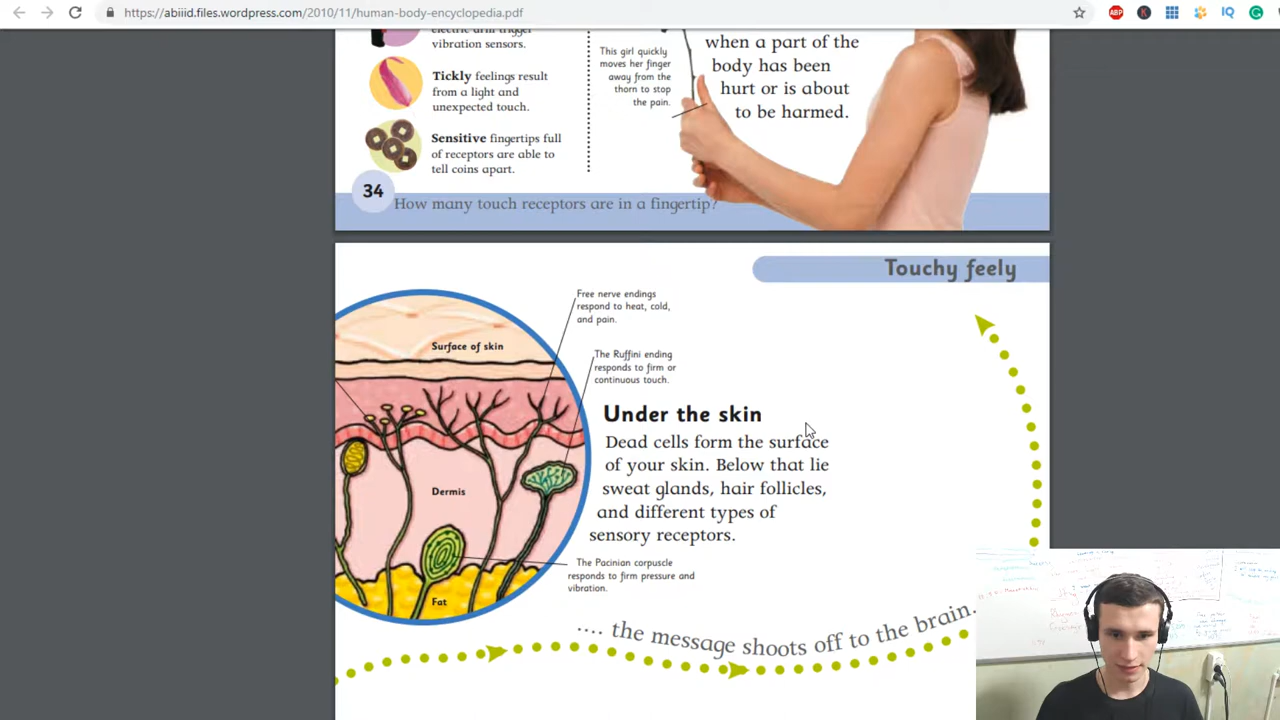 https://abiiid.files.wordpress.com/2010/11/human-body-encyclopedia.pdf
ABP
K
IQ
G
electric drill trigger
vibration sensors.
Tickly feelings result
from a light and
unexpected touch.
Sensitive fingertips full
of receptors are able to
tell coins apart.
This girl quickly
moves her finger
away from the
thorn to stop
the pain.
when a part of the
body has been
hurt or is about
to be harmed.
34
How many touch receptors are in a fingertip?
Touchy feely
Free nerve endings
respond to heat, cold,
and pain.
The Ruffini ending
responds to firm or
continuous touch.
Surface of skin
Dermis
Fat
Under the skin
Dead cells form the surface
of your skin. Below that lie
sweat glands, hair follicles,
and different types of
sensory receptors.
The Pacinian corpuscle
responds to firm pressure and
vibration.
.... the message shoots off to the brain.